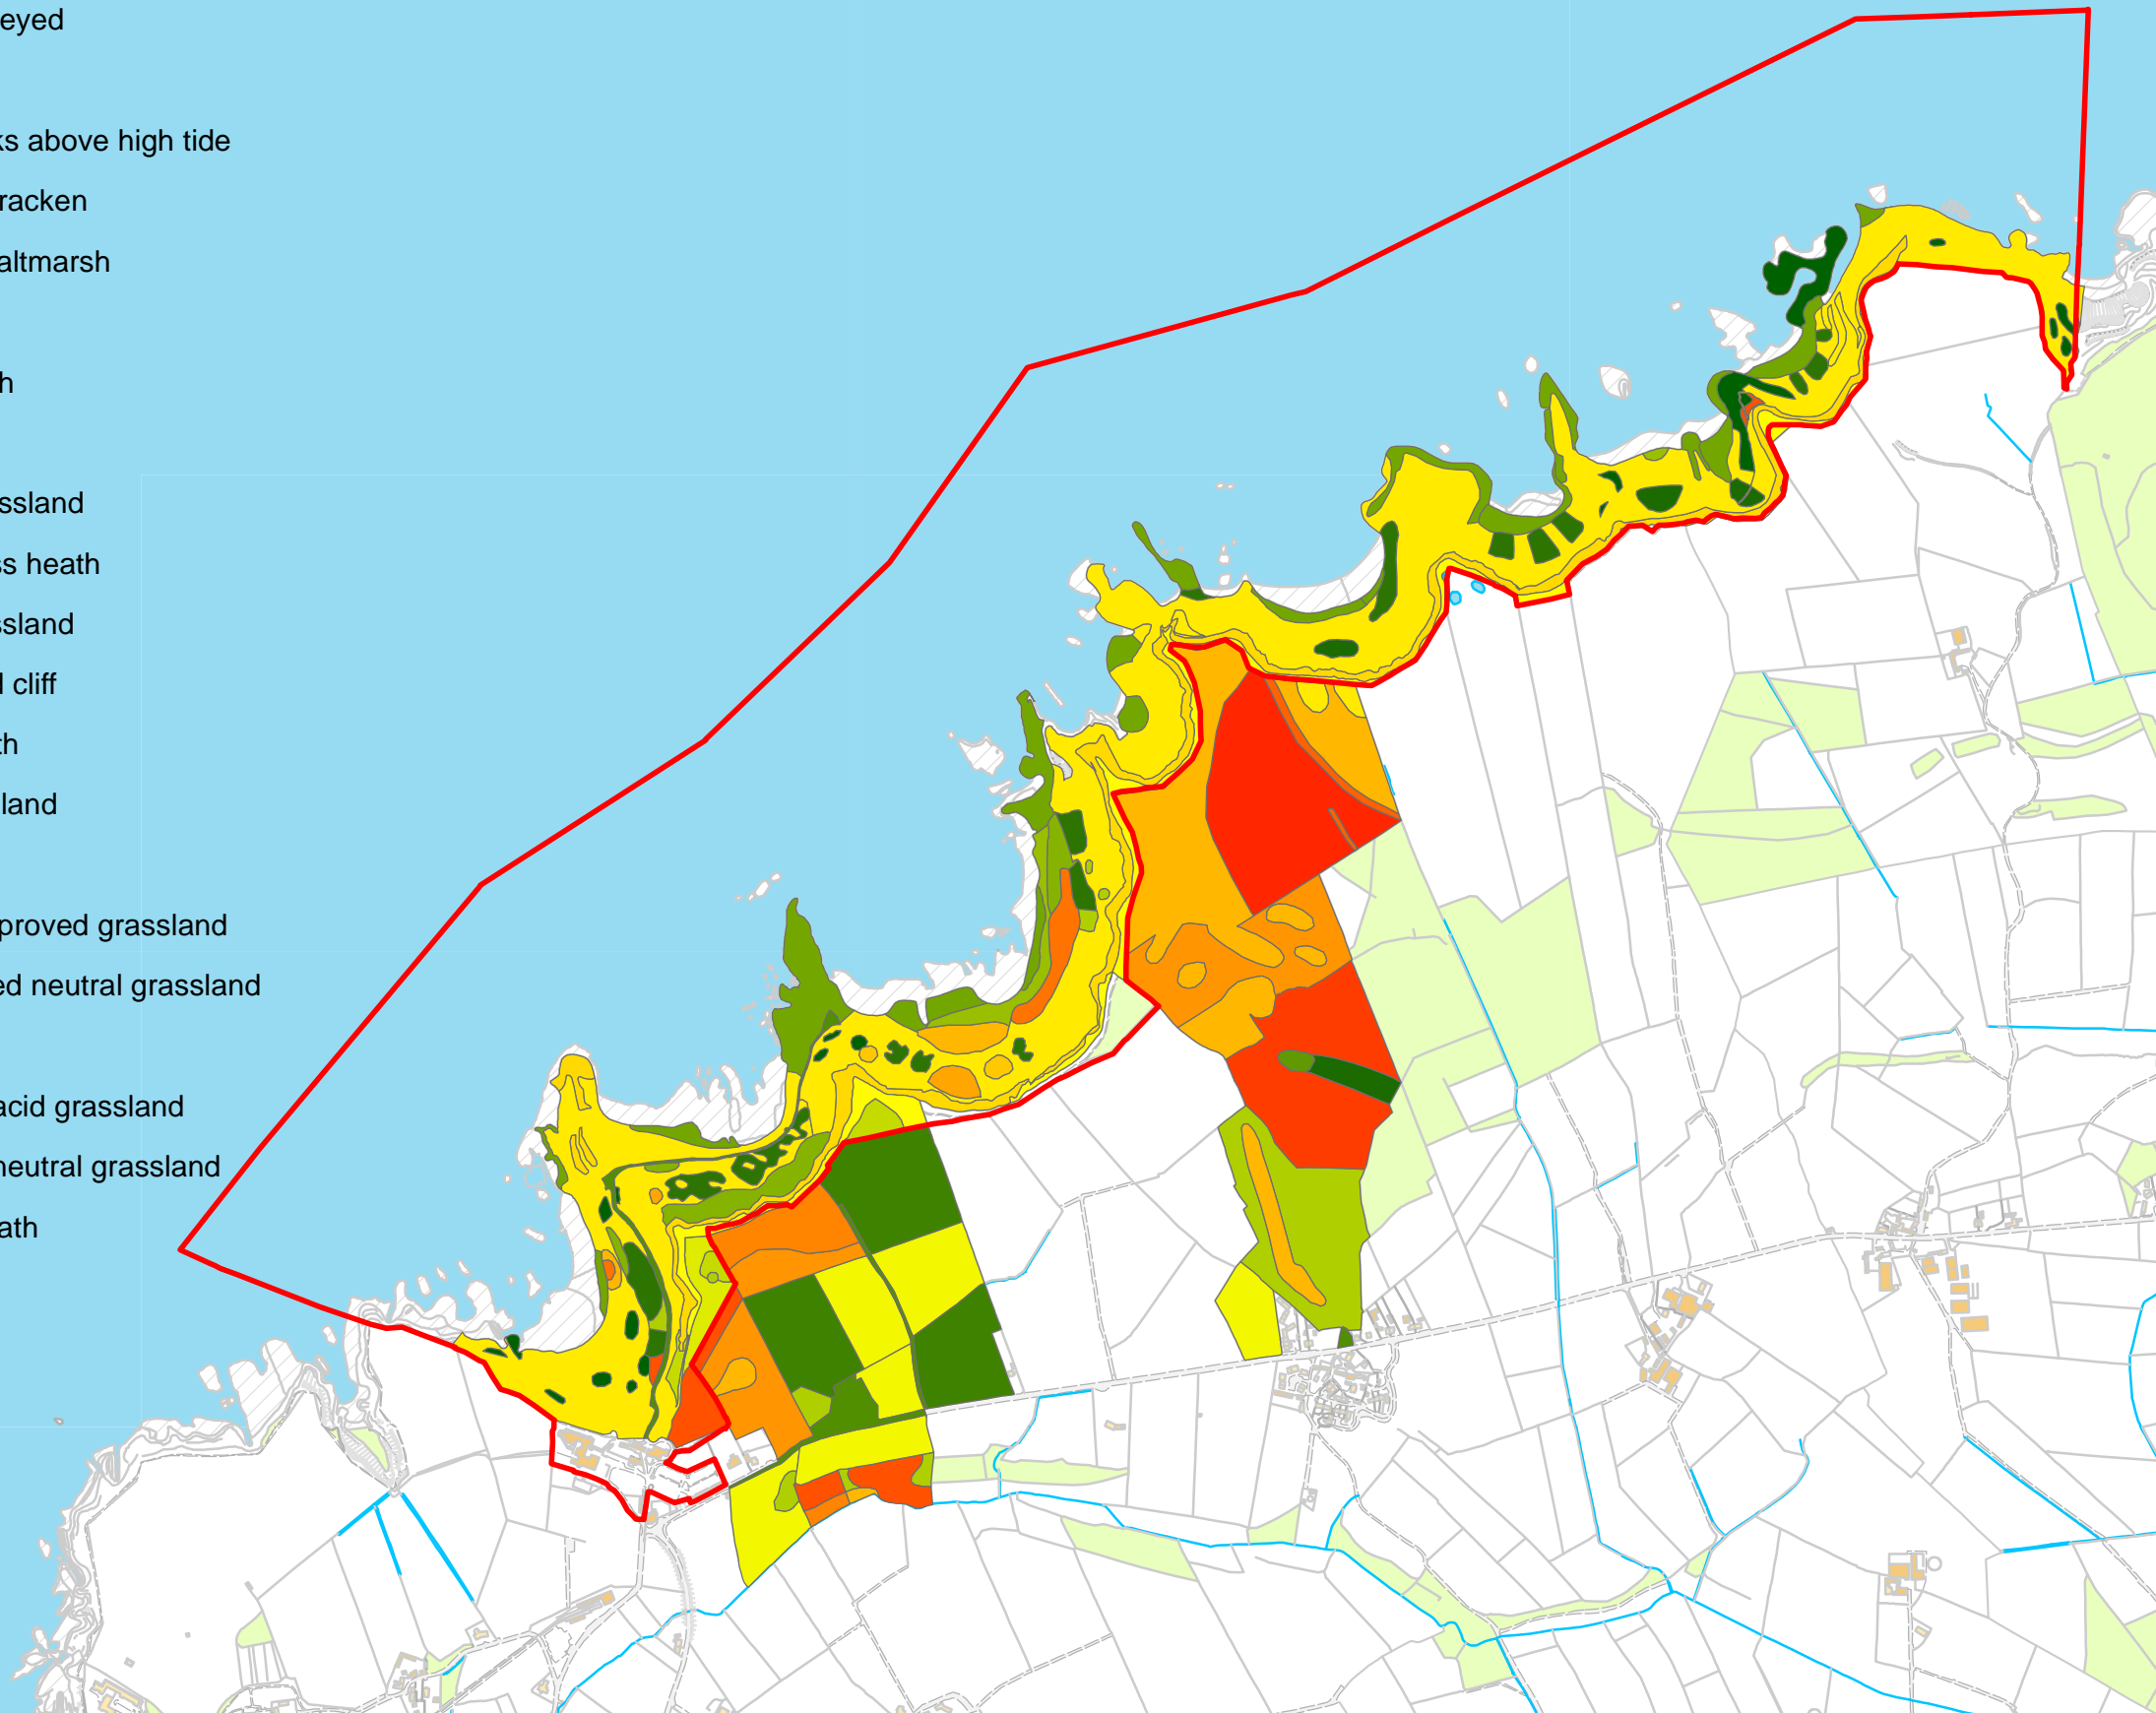 eyed
ks above high tide
racken
altmarsh
h
ssland
ss heath
ssland
l cliff
th
land
proved grassland
ed neutral grassland
acid grassland
neutral grassland
ath